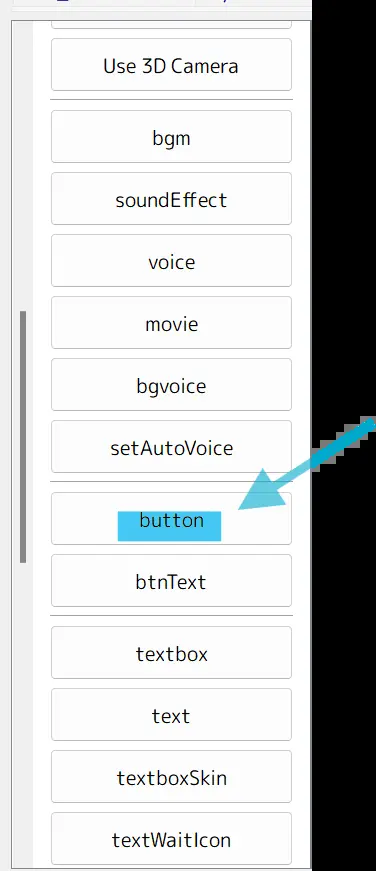 Use 3D Camera
bgm
soundEffect
voice
movie
bgvoice
setAutoVoice
button
btnText
textbox
text
textboxSkin
textWaitIcon